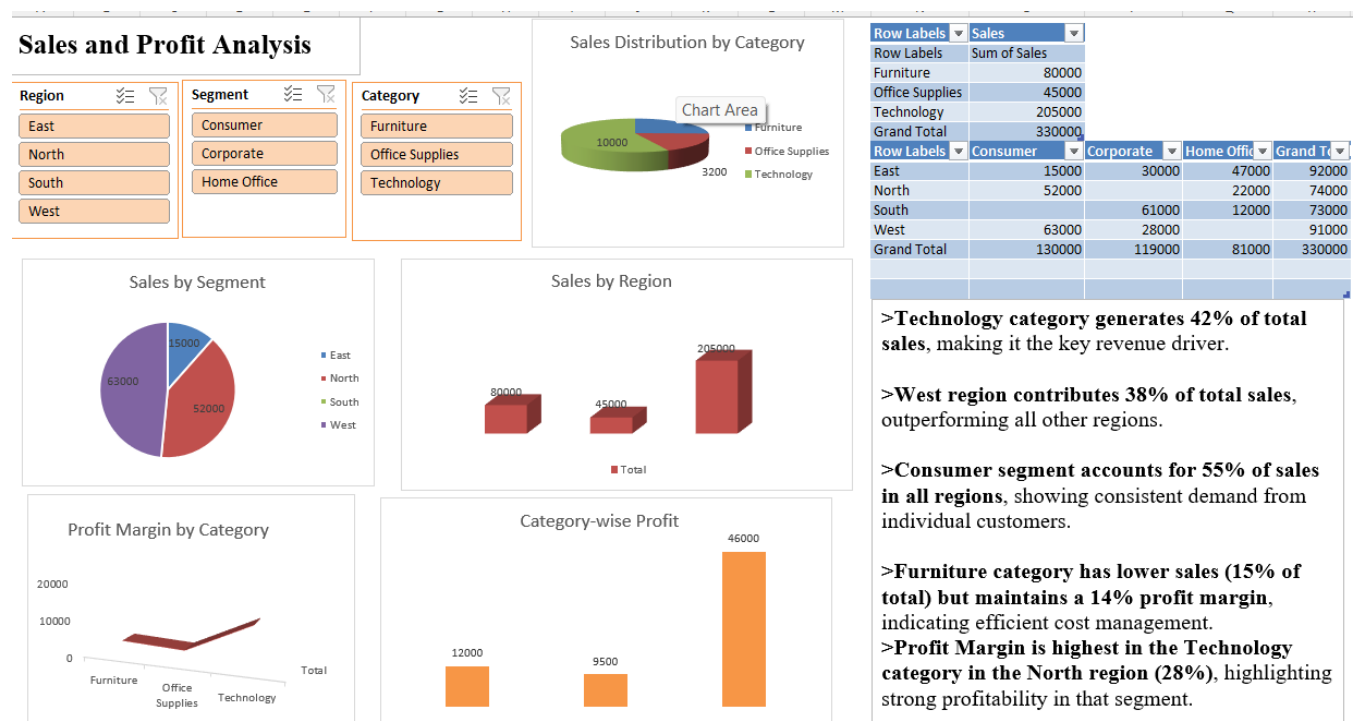 Sales and Profit Analysis
Region
East
North
South
West
Segment
Consumer
Corporate
Home Office
Category
Furniture
Office Supplies
Technology
Sales Distribution by Category
Chart Area
10000
3200
Furniture
Office Supplies
Technology
Row Labels Sales
Row Labels Sum of Sales
Furniture 80000
Office Supplies 45000
Technology 205000
Grand Total 330000
Row Labels Consumer Corporate Home Offic Grand T
East 15000 30000 47000 92000
North 52000 22000 74000
South 61000 12000 73000
West 63000 28000 91000
Grand Total 130000 119000 81000 330000
Sales by Segment
15000
63000
52000
East
North
South
West
Sales by Region
205000
80000
45000
Total
Profit Margin by Category
20000
10000
0
Furniture
Office
Supplies
Technology
Total
Category-wise Profit
46000
12000
9500
>Technology category generates 42% of total
sales, making it the key revenue driver.
>West region contributes 38% of total sales,
outperforming all other regions.
>Consumer segment accounts for 55% of sales
in all regions, showing consistent demand from
individual customers.
>Furniture category has lower sales (15% of
total) but maintains a 14% profit margin,
indicating efficient cost management.
>Profit Margin is highest in the Technology
category in the North region (28%), highlighting
strong profitability in that segment.